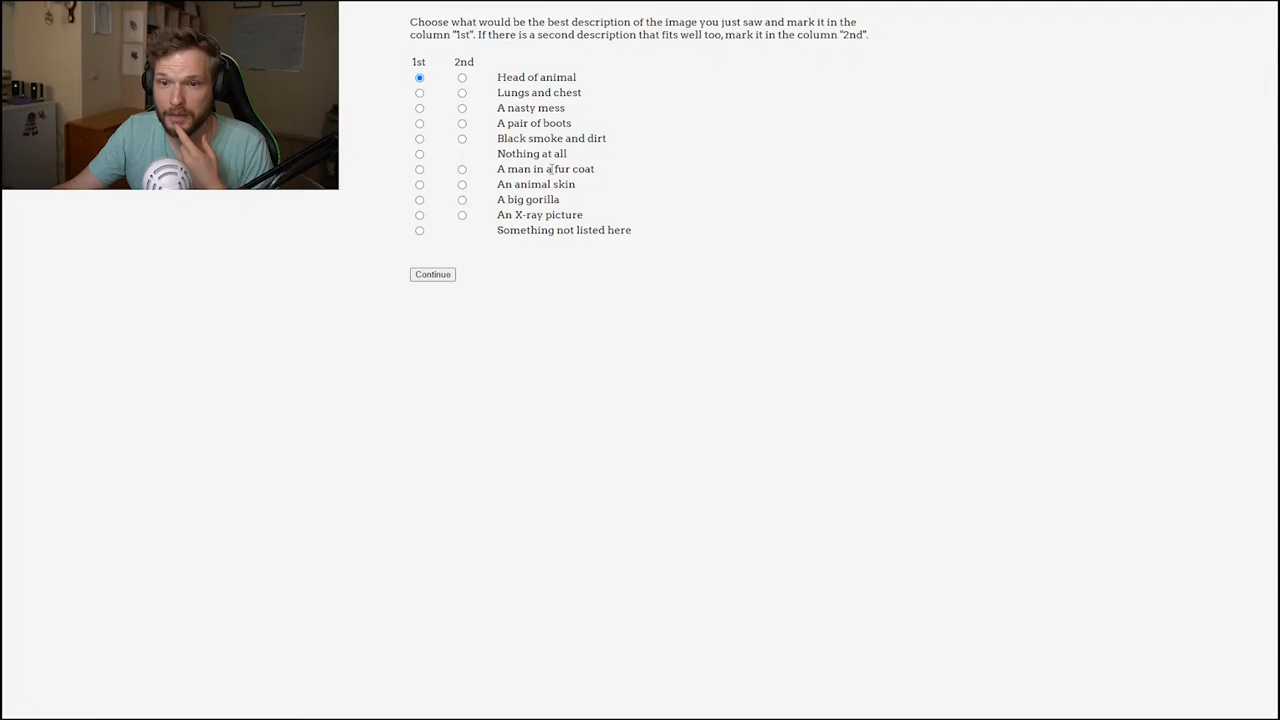 Choose what would be the best description of the image you just saw and mark it in the
column "1st". If there is a second description that fits well too, mark it in the column "2nd".
1st 2nd
Head of animal
Lungs and chest
A nasty mess
A pair of boots
Black smoke and dirt
Nothing at all
A man in a fur coat
An animal skin
A big gorilla
An X-ray picture
Something not listed here
Continue